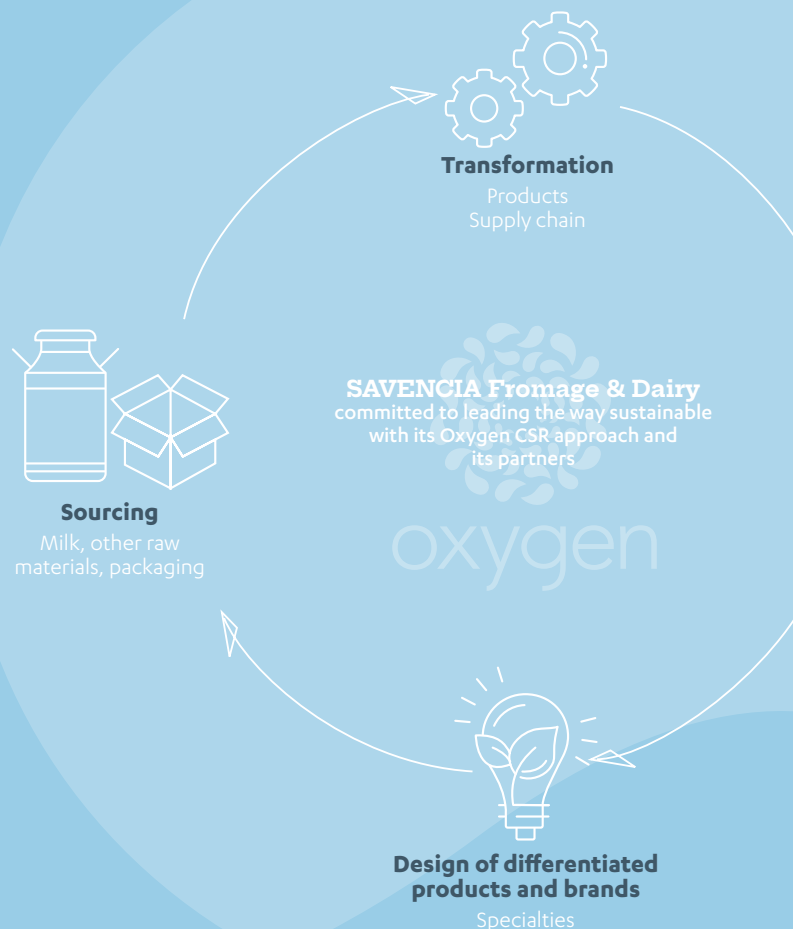 Transformation
Products
Supply chain
SAVENCIA Fromage & Dairy
committed to leading the way sustainable
with its Oxygen CSR approach and
its partners
oxygen
Sourcing
Milk, other raw
materials, packaging
Design of differentiated
products and brands
Specialties